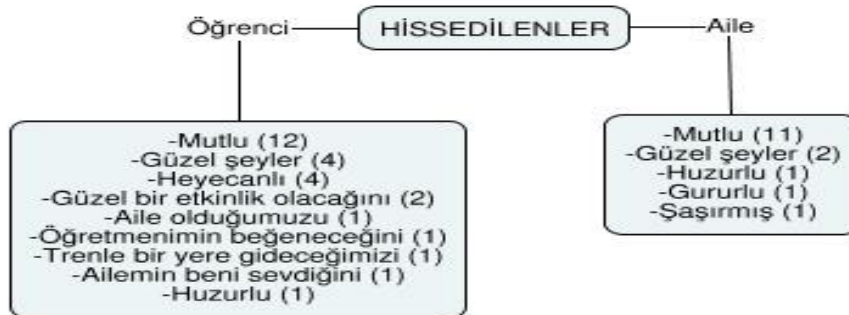 Öğrenci
HİSSEDİLENLER
Aile
-Mutlu (12)
-Güzel şeyler (4)
-Heyecanlı (4)
-Güzel bir etkinlik olacağını (2)
-Aile olduğumuzu (1)
-Öğretmenimin beğeneceğini (1)
-Trenle bir yere gideceğimizi (1)
-Ailemin beni sevdiğini (1)
-Huzurlu (1)
-Mutlu (11)
-Güzel şeyler (2)
-Huzurlu (1)
-Gururlu (1)
-Şaşırmış (1)